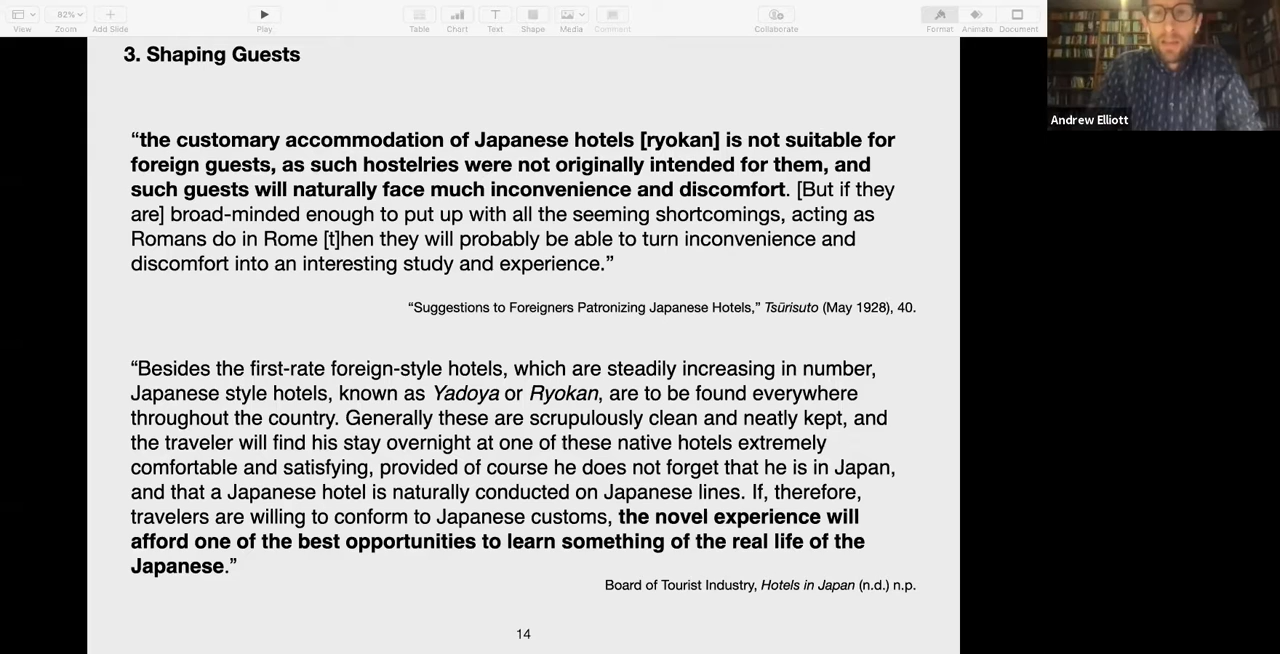 View
82%
Zoom
Add Slide
Play
Table
Chart
Text
Shape
Media
Comment
Collaborate
Format
Animate
Document
3. Shaping Guests
“the customary accommodation of Japanese hotels [ryokan] is not suitable for
foreign guests, as such hostelries were not originally intended for them, and
such guests will naturally face much inconvenience and discomfort. [But if they
are] broad-minded enough to put up with all the seeming shortcomings, acting as
Romans do in Rome [t]hen they will probably be able to turn inconvenience and
discomfort into an interesting study and experience.”
“Suggestions to Foreigners Patronizing Japanese Hotels,” Tsūrisuto (May 1928), 40.
“Besides the first-rate foreign-style hotels, which are steadily increasing in number,
Japanese style hotels, known as Yadoya or Ryokan, are to be found everywhere
throughout the country. Generally these are scrupulously clean and neatly kept, and
the traveler will find his stay overnight at one of these native hotels extremely
comfortable and satisfying, provided of course he does not forget that he is in Japan,
and that a Japanese hotel is naturally conducted on Japanese lines. If, therefore,
travelers are willing to conform to Japanese customs, the novel experience will
afford one of the best opportunities to learn something of the real life of the
Japanese.”
Board of Tourist Industry, Hotels in Japan (n.d.) n.p.
14
Andrew Elliott